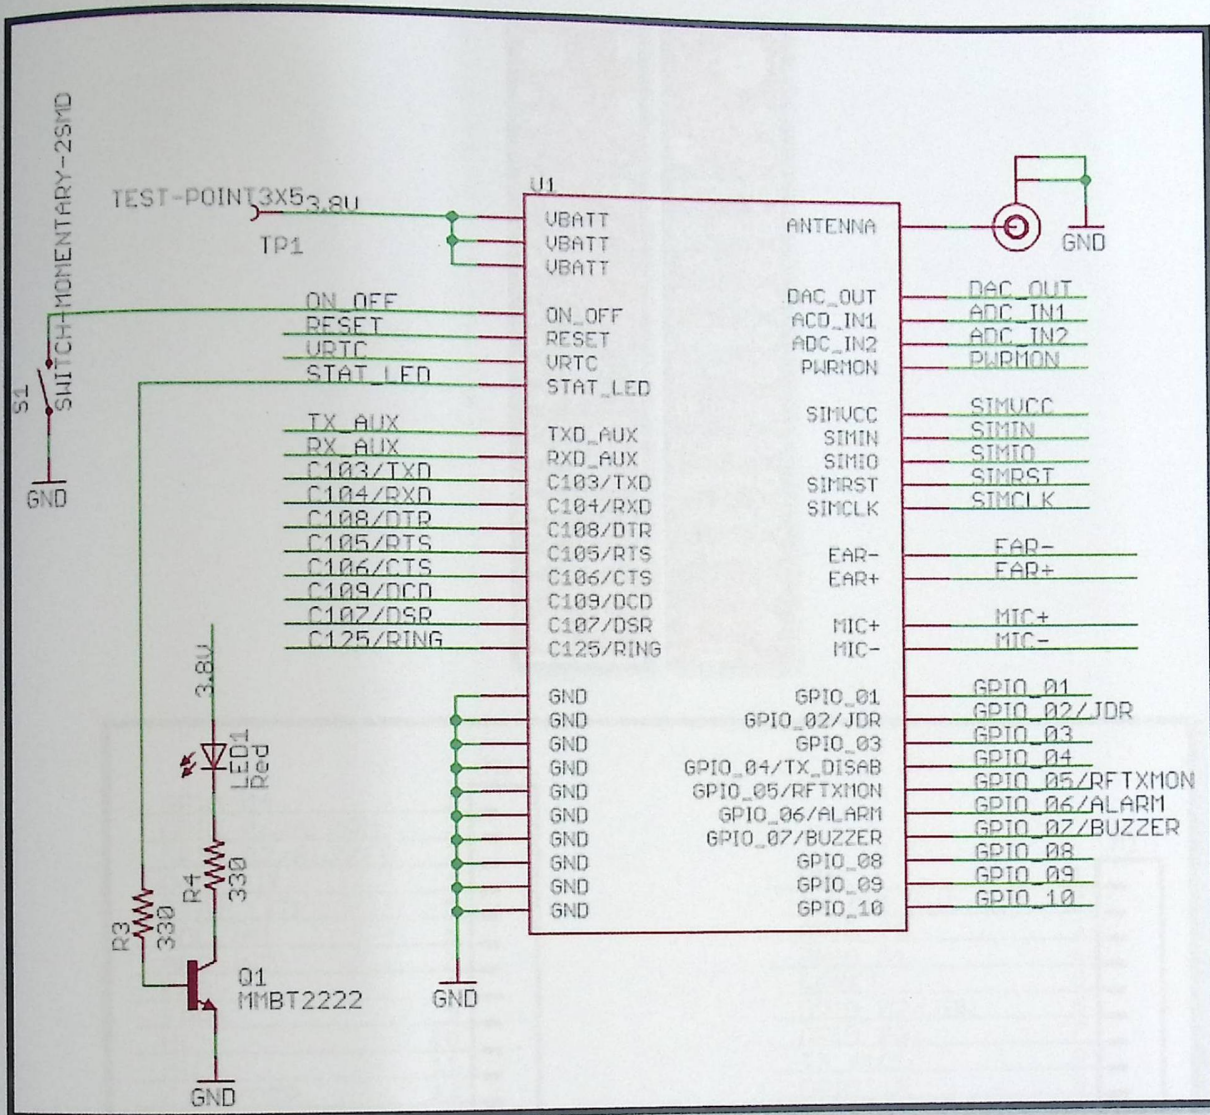 SWITCH-MOMENTARY-2SMD
S1
GND
TEST-POINT3X5
3.8V
TP1
ON_OFF
RESET
VRTC
STAT_LED
TX_AUX
RX_AUX
C103/TXD
C104/RXD
C108/DTR
C105/RTS
C106/CTS
C109/DCD
C107/DSR
C125/RING
3.8V
LED1
Red
R4
330
R3
330
Q1
MMBT2222
GND
GND
U1
VBATT
VBATT
VBATT
ON_OFF
RESET
VRTC
STAT_LED
TXD_AUX
RXD_AUX
C103/TXD
C104/RXD
C108/DTR
C105/RTS
C106/CTS
C109/DCD
C107/DSR
C125/RING
GND
GND
GND
GND
GND
GND
GND
GND
GND
GND
ANTENNA
DAC_OUT
ACD_IN1
ADC_IN2
PWRMON
SIMVCC
SIMIN
SIMIO
SIMRST
SIMCLK
EAR-
EAR+
MIC+
MIC-
GPIO_01
GPIO_02/JDR
GPIO_03
GPIO_04/TX_DISAB
GPIO_05/RFTXMON
GPIO_06/ALARM
GPIO_07/BUZZER
GPIO_08
GPIO_09
GPIO_10
GND
DAC_OUT
ADC_IN1
ADC_IN2
PWRMON
SIMVCC
SIMIN
SIMIO
SIMRST
SIMCLK
EAR-
EAR+
MIC+
MIC-
GPIO_01
GPIO_02/JDR
GPIO_03
GPIO_04
GPIO_05/RFTXMON
GPIO_06/ALARM
GPIO_07/BUZZER
GPIO_08
GPIO_09
GPIO_10